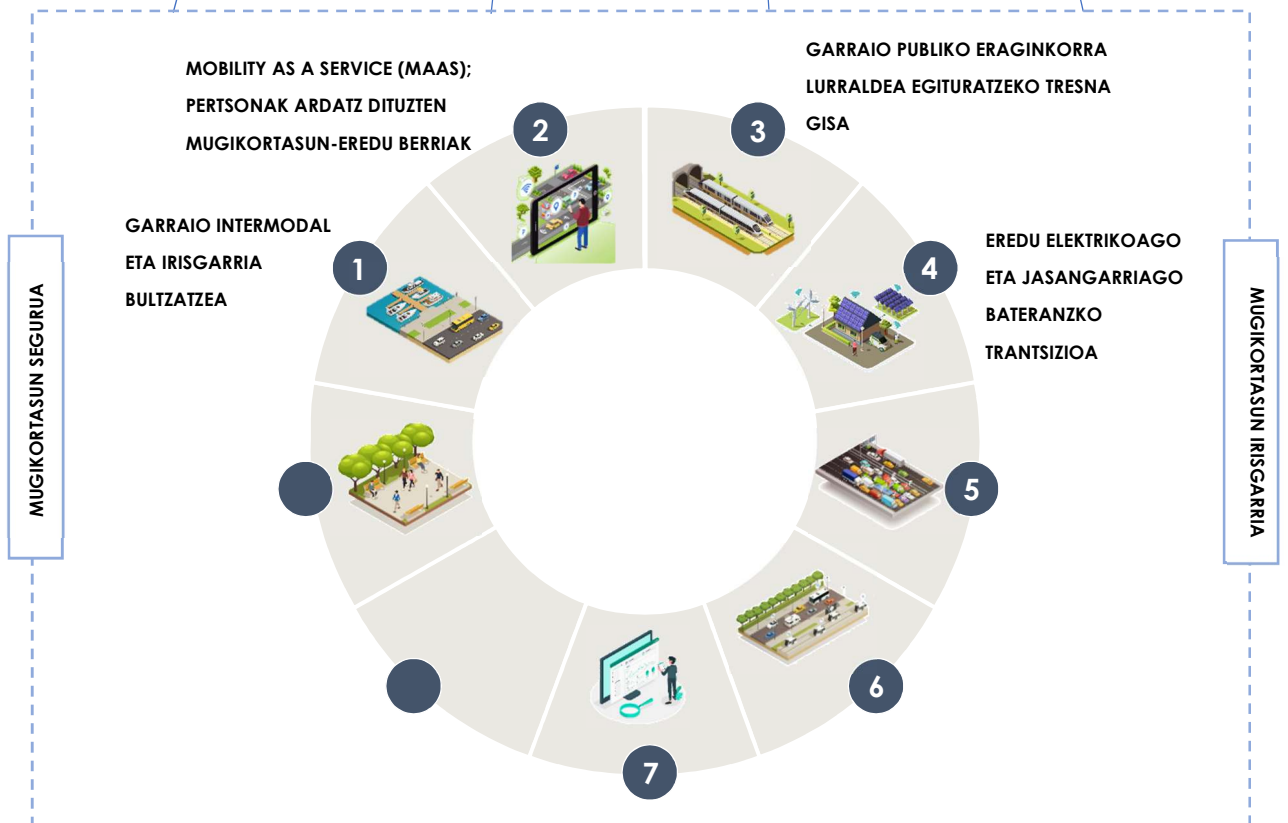 MOBILITY AS A SERVICE (MAAS);
PERTSONAK ARDATZ DITUZTEN
MUGIKORTASUN-EREDU BERRIAK
GARRAIO PUBLIKO ERAGINKORRA
LURRALDEA EGITURATZEKO TRESNA
GISA
2
3
GARRAIO INTERMODAL
ETA IRISGARRIA
BULTZATZEA
1
4
EREDU ELEKTRIKOAGO
ETA JASANGARRIAGO
BATERANZKO
TRANTSIZIOA
MUGIKORTASUN SEGURUA
MUGIKORTASUN IRISGARRIA
5
6
7